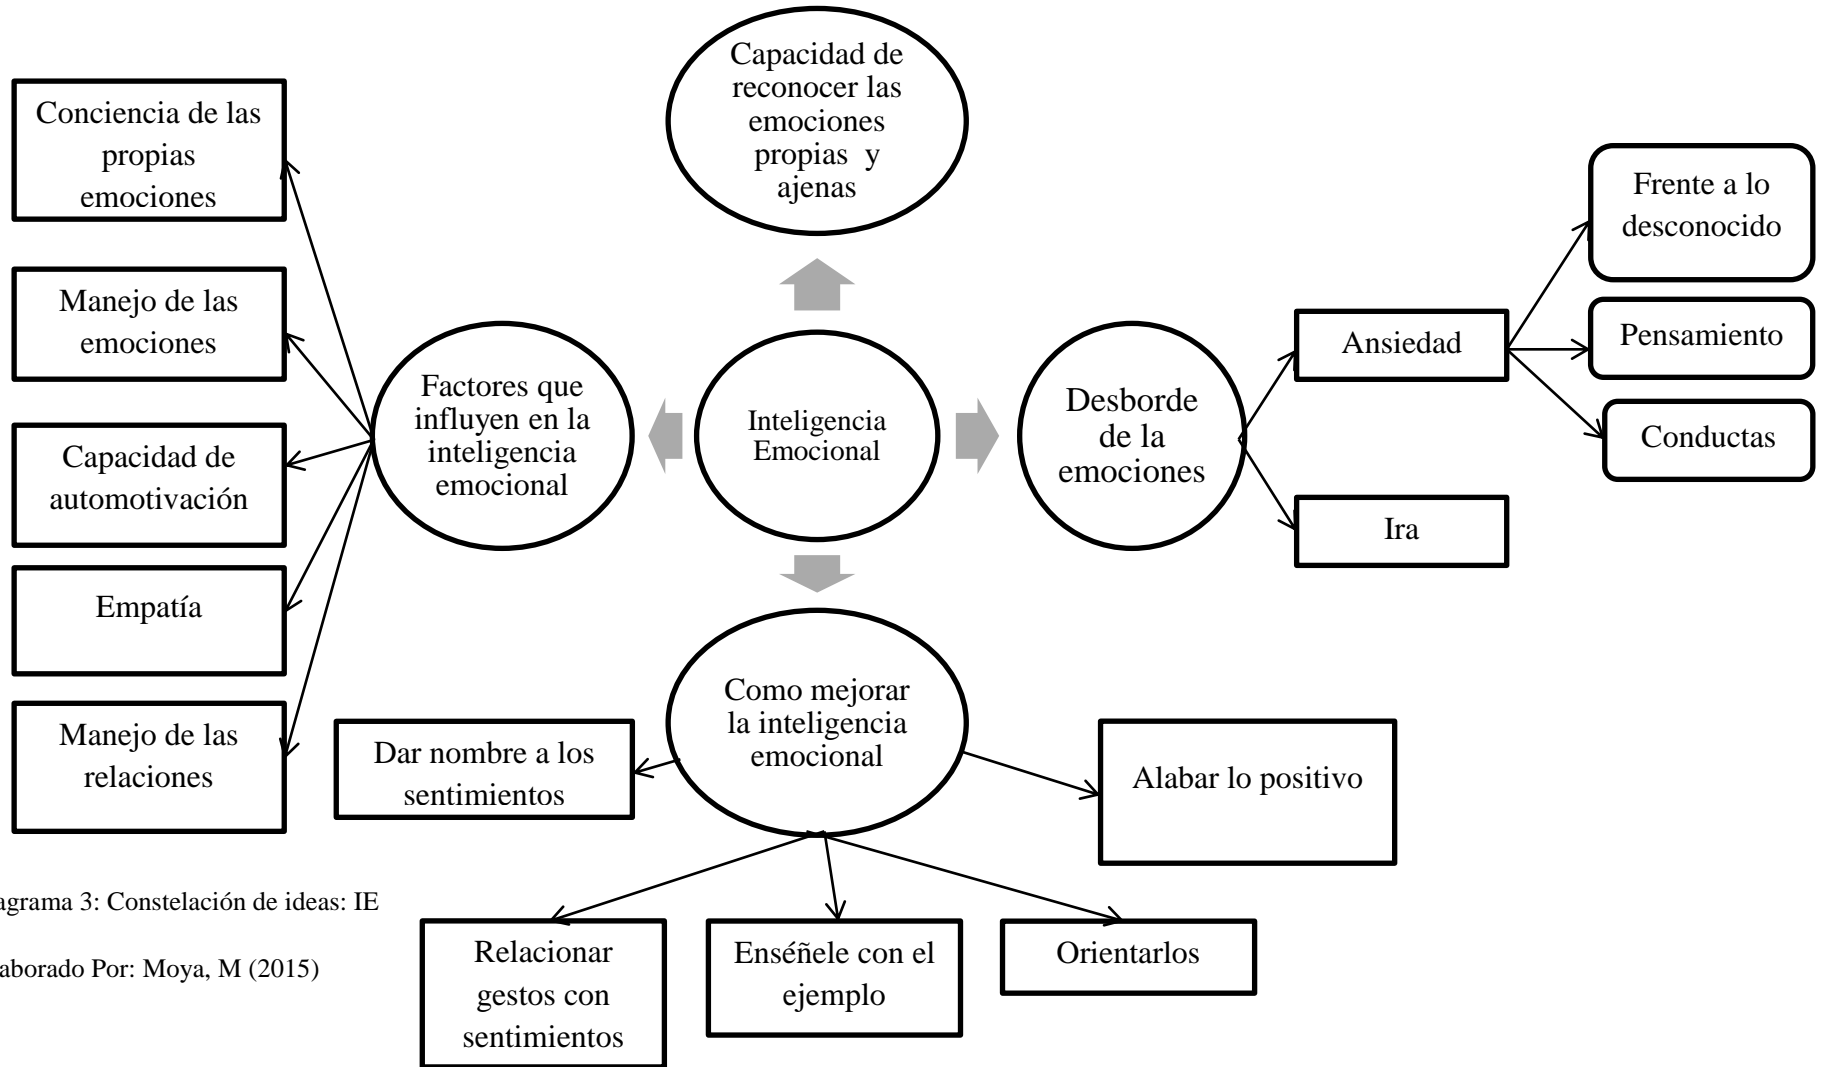 Capacidad de
reconocer las
emociones
propias y
ajenas
Conciencia de las
propias
emociones
Manejo de las
emociones
Capacidad de
automotivación
Empatía
Manejo de las
relaciones
Factores que
influyen en la
inteligencia
emocional
Inteligencia
Emocional
Desborde
de la
emociones
Ansiedad
Ira
Frente a lo
desconocido
Pensamiento
Conductas
Como mejorar
la inteligencia
emocional
Dar nombre a los
sentimientos
Alabar lo positivo
Relacionar
gestos con
sentimientos
Enséñele con el
ejemplo
Orientarlos
agrama 3: Constelación de ideas: IE
aborado Por: Moya, M (2015)